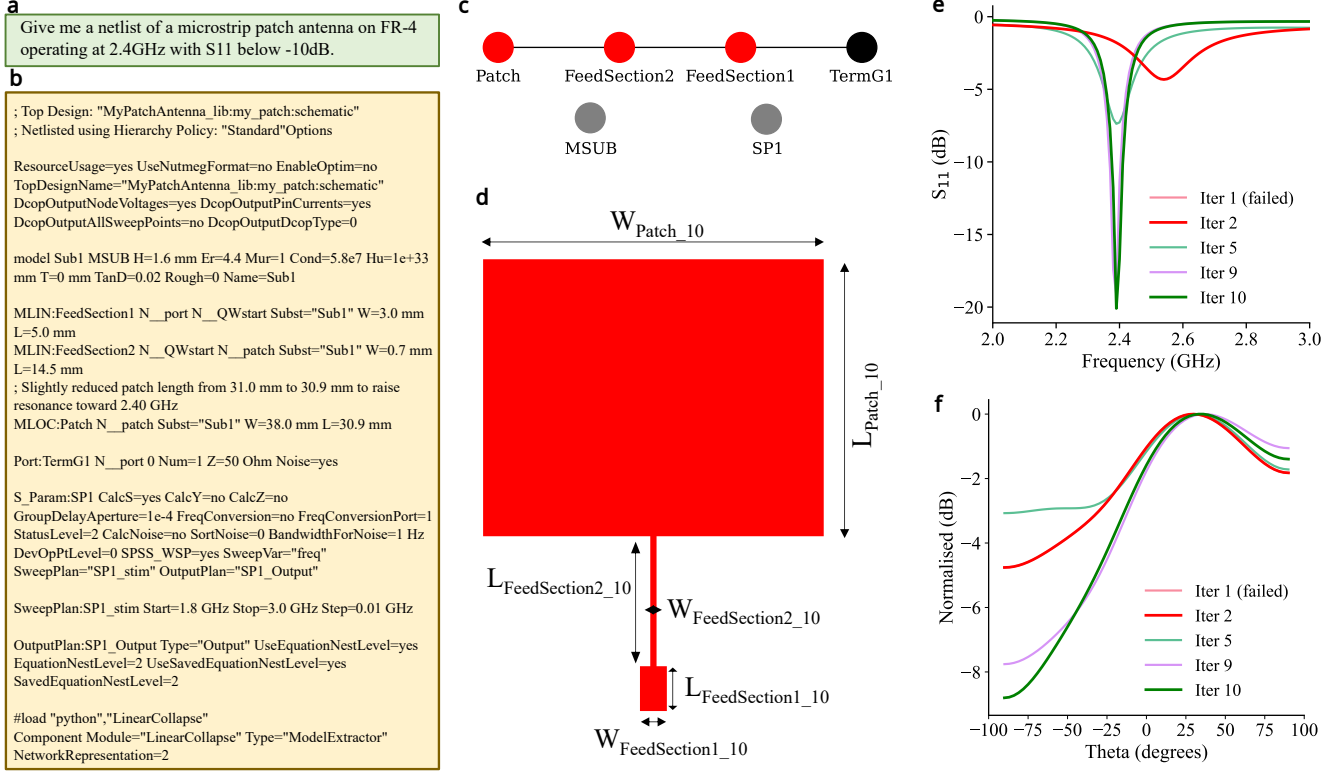 a
Give me a netlist of a microstrip patch antenna on FR-4
operating at 2.4GHz with S11 below -10dB.
b
; Top Design: "MyPatchAntenna_lib:my_patch:schematic"
; Netlisted using Hierarchy Policy: "Standard"Options
ResourceUsage=yes UseNutmegFormat=no EnableOptim=no
TopDesignName="MyPatchAntenna_lib:my_patch:schematic"
DcopOutputNodeVoltages=yes DcopOutputPinCurrents=yes
DcopOutputAllSweepPoints=no DcopOutputDcopType=0
model Sub1 MSUB H=1.6 mm Er=4.4 Mur=1 Cond=5.8e7 Hu=1e+33
mm T=0 mm TanD=0.02 Rough=0 Name=Sub1
MLIN:FeedSection1 N__port N__QWstart Subst="Sub1" W=3.0 mm
L=5.0 mm
MLIN:FeedSection2 N__QWstart N__patch Subst="Sub1" W=0.7 mm
L=14.5 mm
; Slightly reduced patch length from 31.0 mm to 30.9 mm to raise
resonance toward 2.40 GHz
MLOC:Patch N__patch Subst="Sub1" W=38.0 mm L=30.9 mm
Port:TermG1 N__port 0 Num=1 Z=50 Ohm Noise=yes
S_Param:SP1 CalcS=yes CalcY=no CalcZ=no
GroupDelayAperture=1e-4 FreqConversion=no FreqConversionPort=1
StatusLevel=2 CalcNoise=no SortNoise=0 BandwidthForNoise=1 Hz
DevOpPtLevel=0 SPSS_WSP=yes SweepVar="freq"
SweepPlan="SP1_stim" OutputPlan="SP1_Output"
SweepPlan:SP1_stim Start=1.8 GHz Stop=3.0 GHz Step=0.01 GHz
OutputPlan:SP1_Output Type="Output" UseEquationNestLevel=yes
EquationNestLevel=2 UseSavedEquationNestLevel=yes
SavedEquationNestLevel=2
#load "python","LinearCollapse"
Component Module="LinearCollapse" Type="ModelExtractor"
NetworkRepresentation=2
c
Patch FeedSection2 FeedSection1 TermG1
MSUB SP1
d
W_Patch_10
L_Patch_10
L_FeedSection2_10
W_FeedSection2_10
L_FeedSection1_10
W_FeedSection1_10
e
0
−5
−10
−15
−20
S11 (dB)
Iter 1 (failed)
Iter 2
Iter 5
Iter 9
Iter 10
2.0 2.2 2.4 2.6 2.8 3.0
Frequency (GHz)
f
0
−2
−4
−6
−8
Normalised (dB)
Iter 1 (failed)
Iter 2
Iter 5
Iter 9
Iter 10
−100 −75 −50 −25 0 25 50 75 100
Theta (degrees)